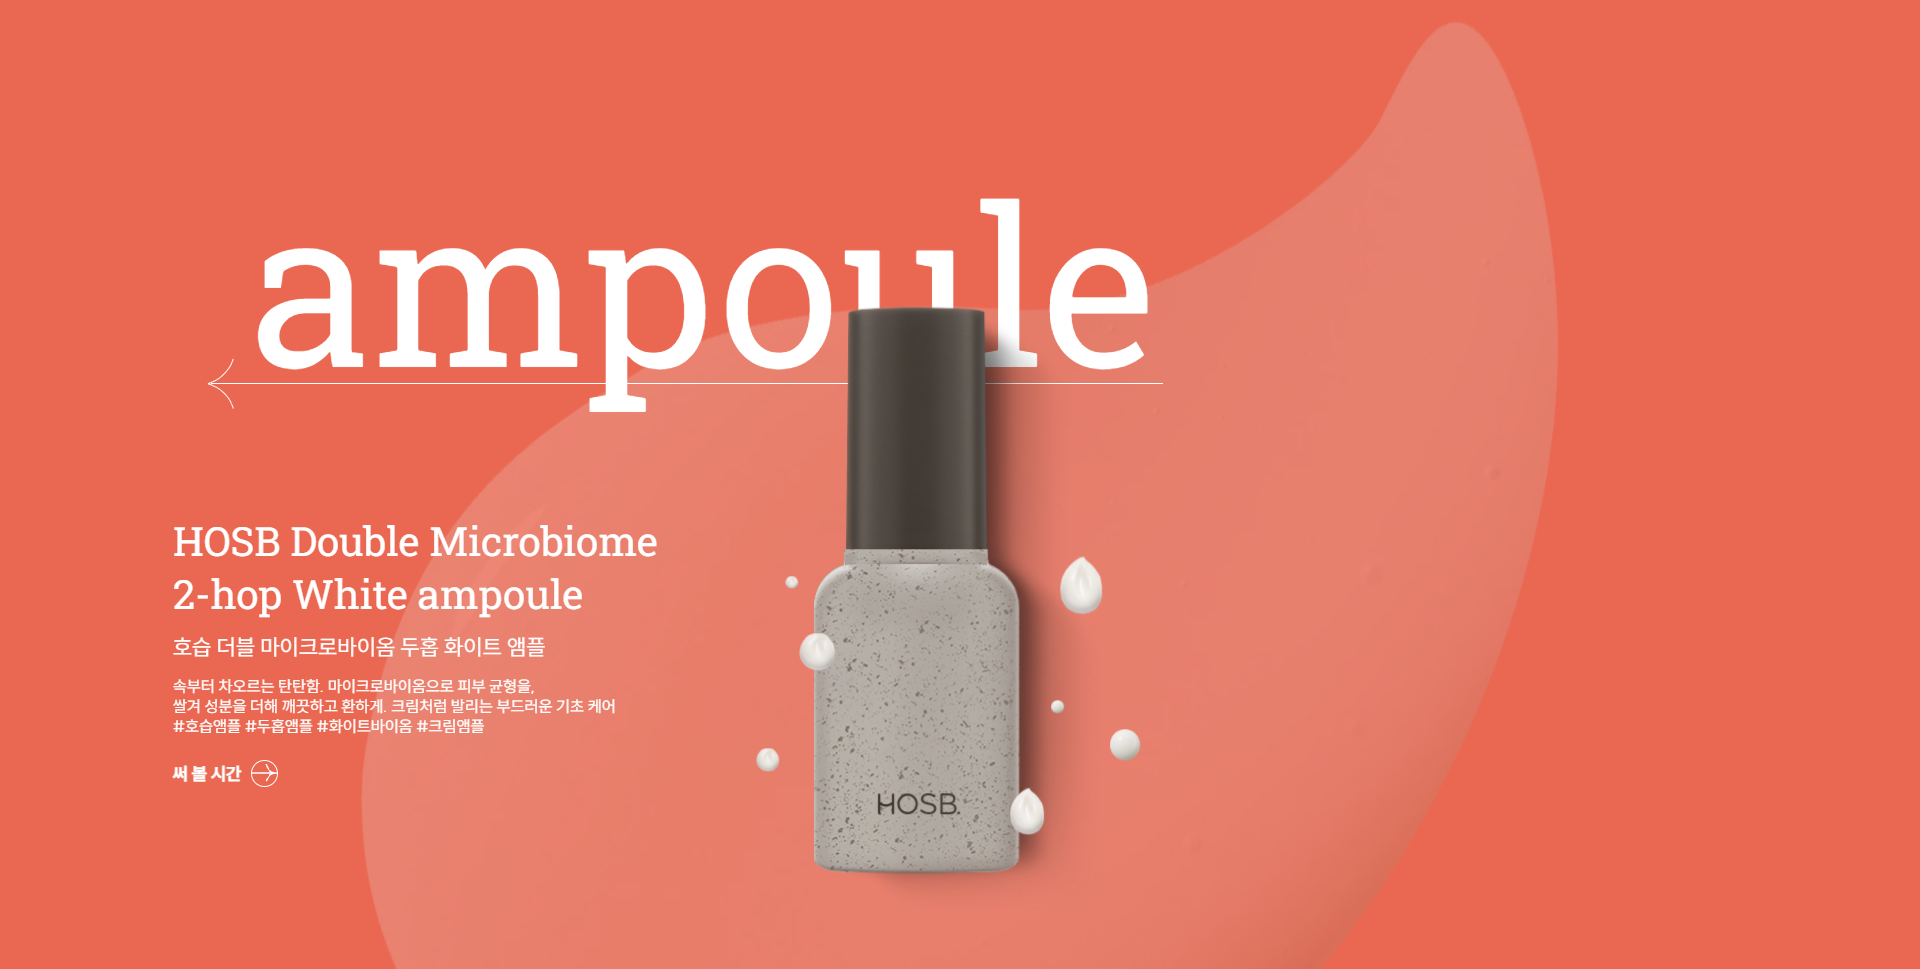 ampoule
HOSB Double Microbiome
2-hop White ampoule
호습 더블 마이크로바이옴 두홉 화이트 앰플
속부터 차오르는 탄탄함. 마이크로바이옴으로 피부 균형을,
쌀겨 성분을 더해 깨끗하고 환하게. 크림처럼 발리는 부드러운 기초 케어
#호습앰플 #두홉앰플 #화이트바이옴 #크림앰플
써 볼 시간
HOSB.